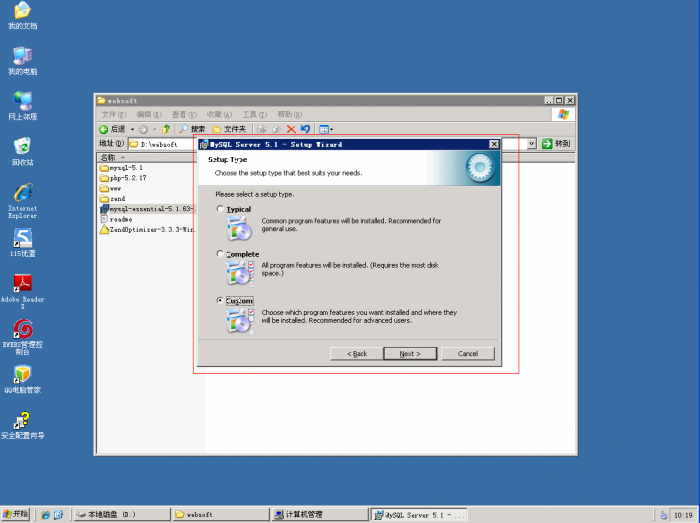 我的文档
我的电脑
网上邻居
回收站
Internet
Explorer
115优蛋
Adobe Reader
X
EWEBS管理控
制台
QQ电脑管家
安全配置向导
websoft
文件(F) 编辑(E) 查看(V) 收藏(A) 工具(T) 帮助(H)
后退 搜索 文件夹
地址(D) D:\websoft 转到
名称
mysql-5.1
php-5.2.17
www
zend
mysql-essential-5.1.63-
readme
ZendOptimizer-3.3.3-Win
MySQL Server 5.1 - Setup Wizard
Setup Type
Choose the setup type that best suits your needs.
Please select a setup type.
Typical
Common program features will be installed. Recommended for
general use.
Complete
All program features will be installed. (Requires the most disk
space.)
Custom
Choose which program features you want installed and where they
will be installed. Recommended for advanced users.
< Back Next > Cancel
开始 本地磁盘 (D:) websoft 计算机管理 MySQL Server 5.1 - ... 10:19